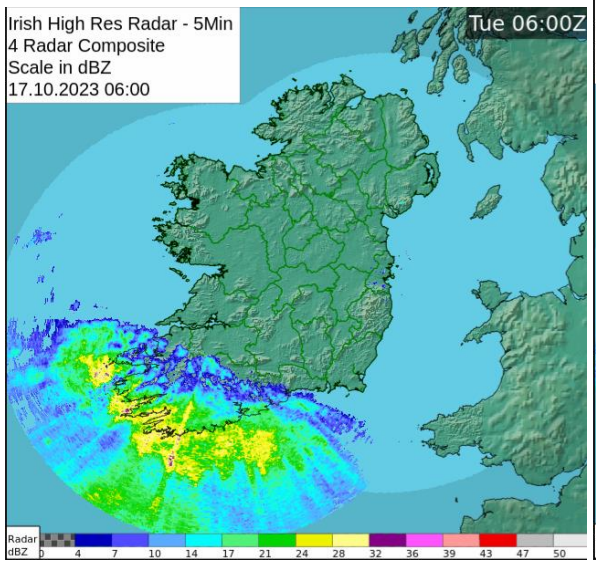 Irish High Res Radar - 5Min
4 Radar Composite
Scale in dBZ
17.10.2023 06:00
Tue 06:00Z
Radar
dBZ
0 4 7 10 14 17 21 24 28 32 36 39 43 47 50